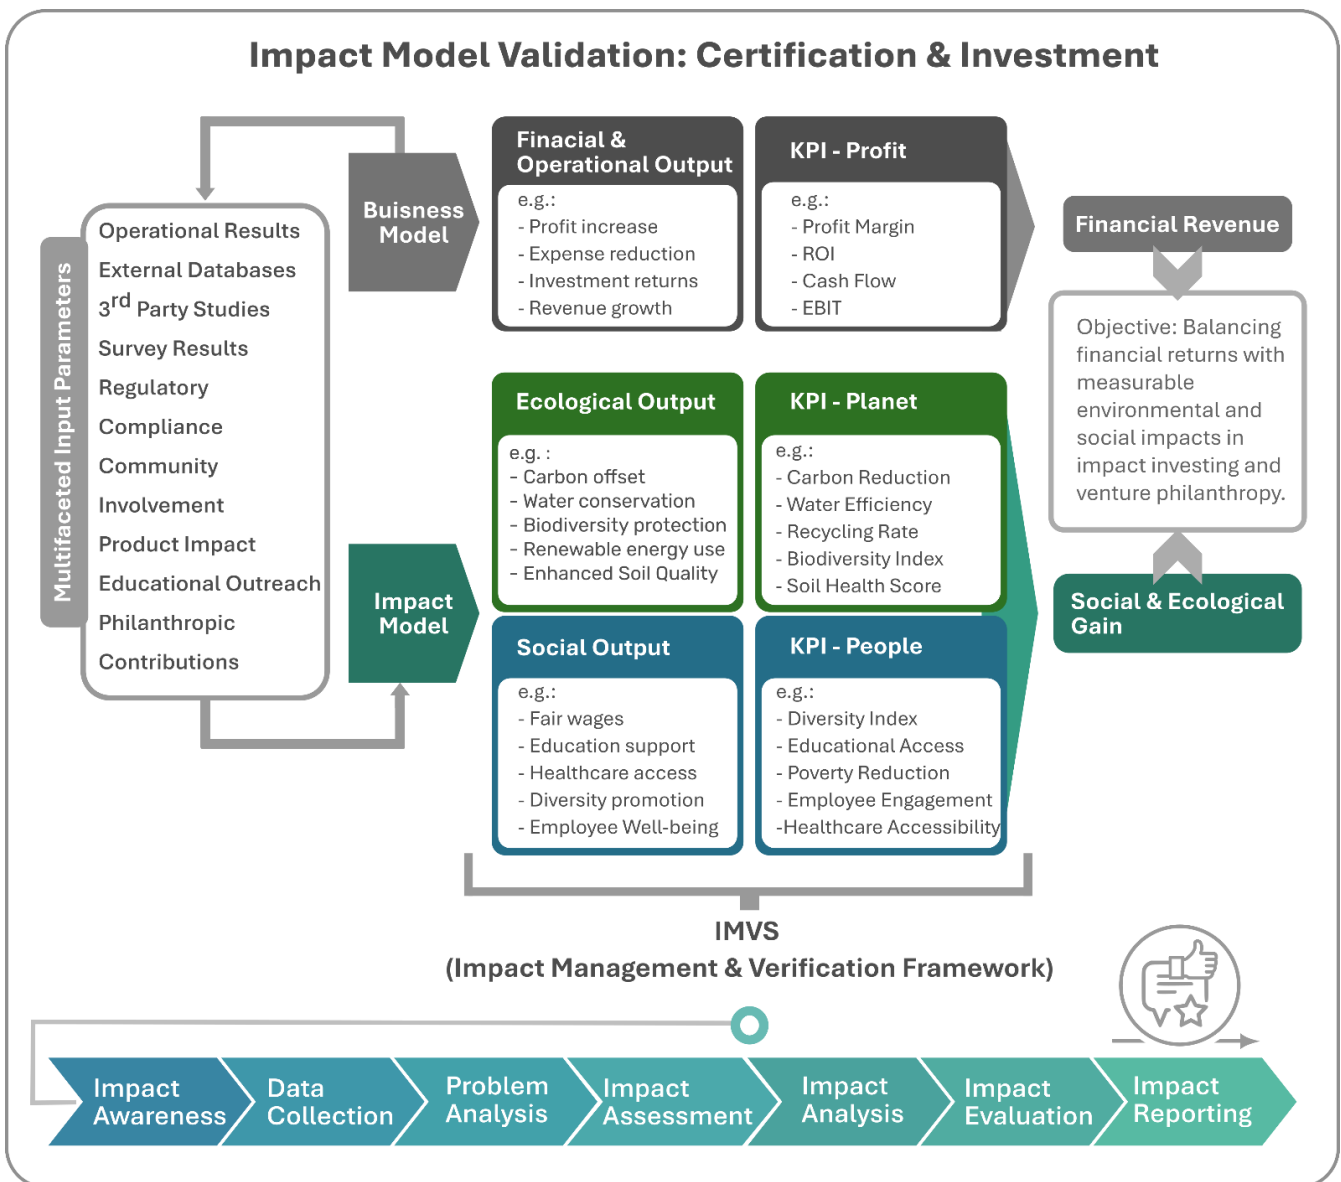 Impact Model Validation: Certification & Investment
Multifaceted Input Parameters
Operational Results
External Databases
3rd Party Studies
Survey Results
Regulatory
Compliance
Community
Involvement
Product Impact
Educational Outreach
Philanthropic
Contributions
Buisness
Model
Impact
Model
Finacial &
Operational Output
e.g.:
- Profit increase
- Expense reduction
- Investment returns
- Revenue growth
KPI - Profit
e.g.:
- Profit Margin
- ROI
- Cash Flow
- EBIT
Ecological Output
e.g. :
- Carbon offset
- Water conservation
- Biodiversity protection
- Renewable energy use
- Enhanced Soil Quality
KPI - Planet
e.g.:
- Carbon Reduction
- Water Efficiency
- Recycling Rate
- Biodiversity Index
- Soil Health Score
Social Output
e.g.:
- Fair wages
- Education support
- Healthcare access
- Diversity promotion
- Employee Well-being
KPI - People
e.g.:
- Diversity Index
- Educational Access
- Poverty Reduction
- Employee Engagement
-Healthcare Accessibility
Financial Revenue
Objective: Balancing
financial returns with
measurable
environmental and
social impacts in
impact investing and
venture philanthropy.
Social & Ecological
Gain
IMVS
(Impact Management & Verification Framework)
Impact
Awareness
Data
Collection
Problem
Analysis
Impact
Assessment
Impact
Analysis
Impact
Evaluation
Impact
Reporting